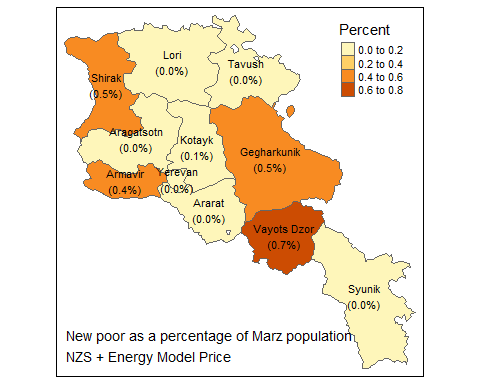 Percent
0.0 to 0.2
0.2 to 0.4
0.4 to 0.6
0.6 to 0.8
Lori
(0.0%)
Tavush
(0.0%)
Shirak
(0.5%)
Aragatsotn
(0.0%)
Kotayk
(0.1%)
Gegharkunik
(0.5%)
Armavir
(0.4%)
Yerevan
(0.0%)
Ararat
(0.0%)
Vayots Dzor
(0.7%)
Syunik
(0.0%)
New poor as a percentage of Marz population
NZS + Energy Model Price